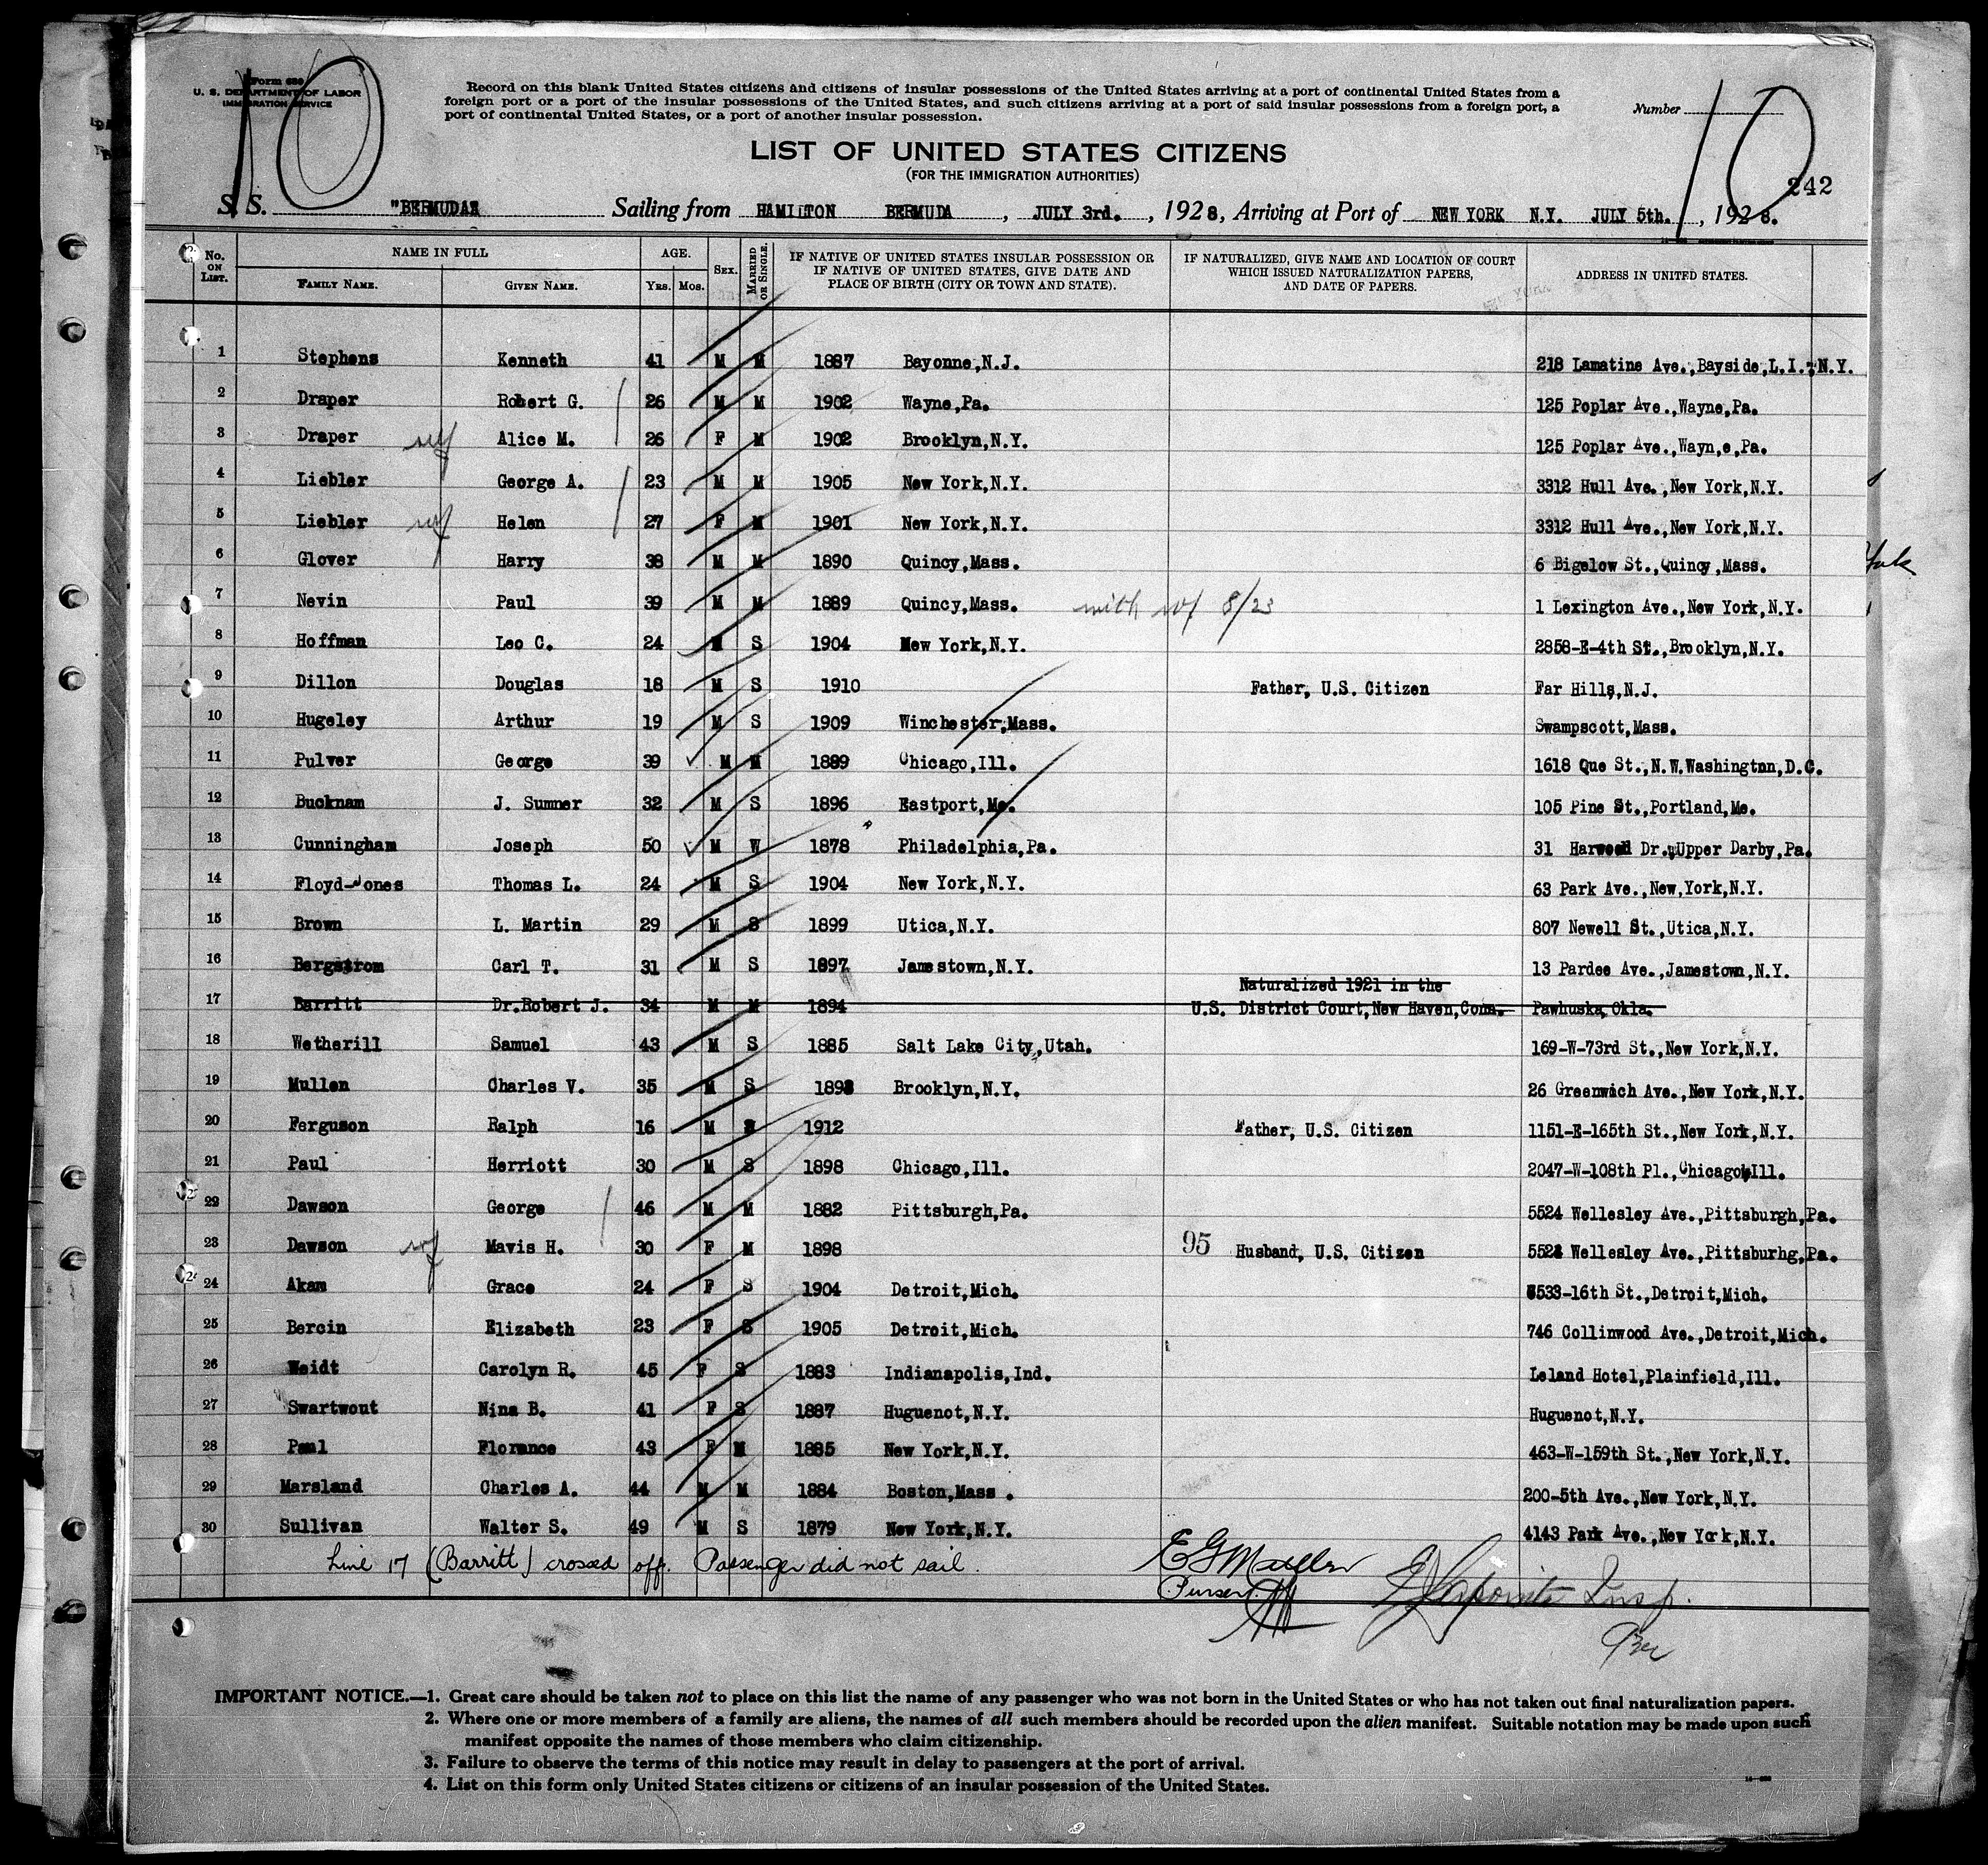 Form 630
U. S. DEPARTMENT OF LABOR
IMMIGRATION SERVICE
10
Record on this blank United States citizens and citizens of insular possessions of the United States arriving at a port of continental United States from a
foreign port or a port of the insular possessions of the United States, and such citizens arriving at a port of said insular possessions from a foreign port, a
port of continental United States, or a port of another insular possession.
Number
10
LIST OF UNITED STATES CITIZENS
(FOR THE IMMIGRATION AUTHORITIES)
242
S. S. "BERMUDA" Sailing from HAMILTON BERMUDA, JULY 3rd., 1928, Arriving at Port of NEW YORK N.Y. JULY 5th., 1928.
No. ON LIST. NAME IN FULL AGE. SEX. MARRIED OR SINGLE. IF NATIVE OF UNITED STATES INSULAR POSSESSION OR IF NATIVE OF UNITED STATES, GIVE DATE AND PLACE OF BIRTH (CITY OR TOWN AND STATE). IF NATURALIZED, GIVE NAME AND LOCATION OF COURT WHICH ISSUED NATURALIZATION PAPERS, AND DATE OF PAPERS. ADDRESS IN UNITED STATES.
FAMILY NAME. GIVEN NAME. YRS. MOS.
1 Stephens Kenneth 41 M M 1887 Bayonne,N.J. 218 Lamatine Ave.,Bayside,L.I.,N.Y.
2 Draper Robert G. 26 M M 1902 Wayne,Pa. 125 Poplar Ave.,Wayne,Pa.
3 Draper wf Alice M. 26 F M 1902 Brooklyn,N.Y. 125 Poplar Ave.,Wayn,e,Pa.
4 Liebler George A. 23 M M 1905 New York,N.Y. 3312 Hull Ave.,New York,N.Y.
5 Liebler wf Helen 27 F M 1901 New York,N.Y. 3312 Hull Ave.,New York,N.Y.
6 Glover Harry 38 M M 1890 Quincy,Mass. 6 Bigelow St.,Quincy,Mass.
7 Nevin Paul 39 M M 1889 Quincy,Mass. with wf 8/23 1 Lexington Ave.,New York,N.Y.
8 Hoffman Leo C. 24 M S 1904 New York,N.Y. 2858-E-4th St.,Brooklyn,N.Y.
9 Dillon Douglas 18 M S 1910 Father, U.S. Citizen Far Hills,N.J.
10 Hugeley Arthur 19 M S 1909 Winchester,Mass. Swampscott,Mass.
11 Pulver George 39 M M 1889 Chicago,Ill. 1618 Que St.,N.W.Washingtnn,D.C.
12 Bucknam J. Sumner 32 M S 1896 Eastport,Me. 105 Pine St.,Portland,Me.
13 Cunningham Joseph 50 M W 1878 Philadelphia,Pa. 31 Harwood Dr.,Upper Darby,Pa.
14 Floyd-Jones Thomas L. 24 M S 1904 New York,N.Y. 63 Park Ave.,New,York,N.Y.
15 Brown L. Martin 29 M S 1899 Utica,N.Y. 807 Newell St.,Utica,N.Y.
16 Bergstrom Carl T. 31 M S 1897 Jamestown,N.Y. 13 Pardee Ave.,Jamestown,N.Y.
Naturalized 1921 in the
17 Barritt Dr.Robert J. 34 M M 1894 U.S. District Court,New Haven,Conn. Pawhuska,Okla.
18 Wetherill Samuel 43 M S 1885 Salt Lake City,Utah. 169-W-73rd St.,New York,N.Y.
19 Mullen Charles V. 35 M S 1893 Brooklyn,N.Y. 26 Greenwich Ave.,New York,N.Y.
20 Ferguson Ralph 16 M S 1912 Father, U.S. Citizen 1151-E-165th St.,New York,N.Y.
21 Paul Herriott 30 M S 1898 Chicago,Ill. 2047-W-108th Pl.,Chicago,Ill.
22 Dawson George 46 M M 1882 Pittsburgh,Pa. 5524 Wellesley Ave.,Pittsburgh,Pa.
23 Dawson wf Mavis H. 30 F M 1898 95 Husband, U.S. Citizen 5524 Wellesley Ave.,Pittsburhg,Pa.
24 Akam Grace 24 F S 1904 Detroit,Mich. 6533-16th St.,Detroit,Mich.
25 Bercin Elizabeth 23 F S 1905 Detroit,Mich. 746 Collinwood Ave.,Detroit,Mich.
26 Weidt Carolyn R. 45 F S 1883 Indianapolis,Ind. Leland Hotel,Plainfield,Ill.
27 Swartwout Nina B. 41 F S 1887 Huguenot,N.Y. Huguenot,N.Y.
28 Paul Florance 43 F M 1885 New York,N.Y. 463-W-159th St.,New York,N.Y.
29 Marsland Charles A. 44 M M 1884 Boston,Mass. 200-5th Ave.,New York,N.Y.
30 Sullivan Walter S. 49 M S 1879 New York,N.Y. 4143 Park Ave.,New York,N.Y.
Line 17 (Barritt) crossed off. Passenger did not sail.
Purser. Insp.
IMPORTANT NOTICE.—1. Great care should be taken not to place on this list the name of any passenger who was not born in the United States or who has not taken out final naturalization papers.
2. Where one or more members of a family are aliens, the names of all such members should be recorded upon the alien manifest. Suitable notation may be made upon such
manifest opposite the names of those members who claim citizenship.
3. Failure to observe the terms of this notice may result in delay to passengers at the port of arrival.
4. List on this form only United States citizens or citizens of an insular possession of the United States.